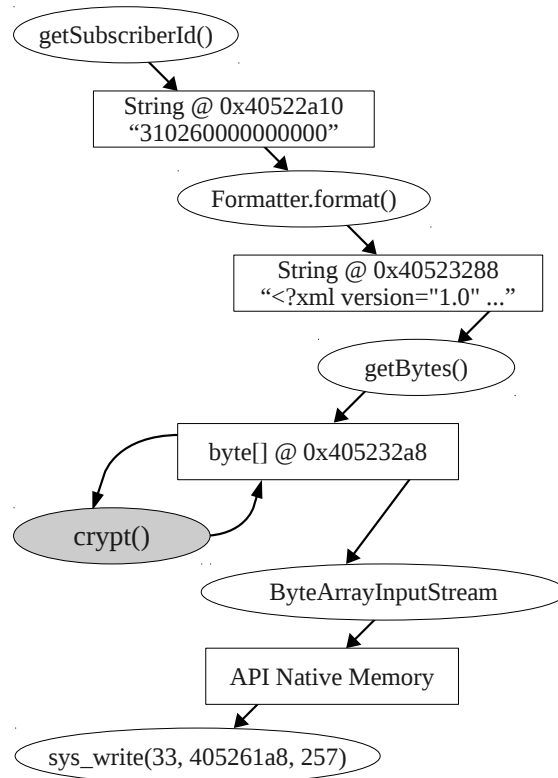 getSubscriberId()
String @ 0x40522a10
“310260000000000”
Formatter.format()
String @ 0x40523288
“<?xml version="1.0" ...”
getBytes()
byte[] @ 0x405232a8
crypt()
ByteArrayInputStream
API Native Memory
sys_write(33, 405261a8, 257)